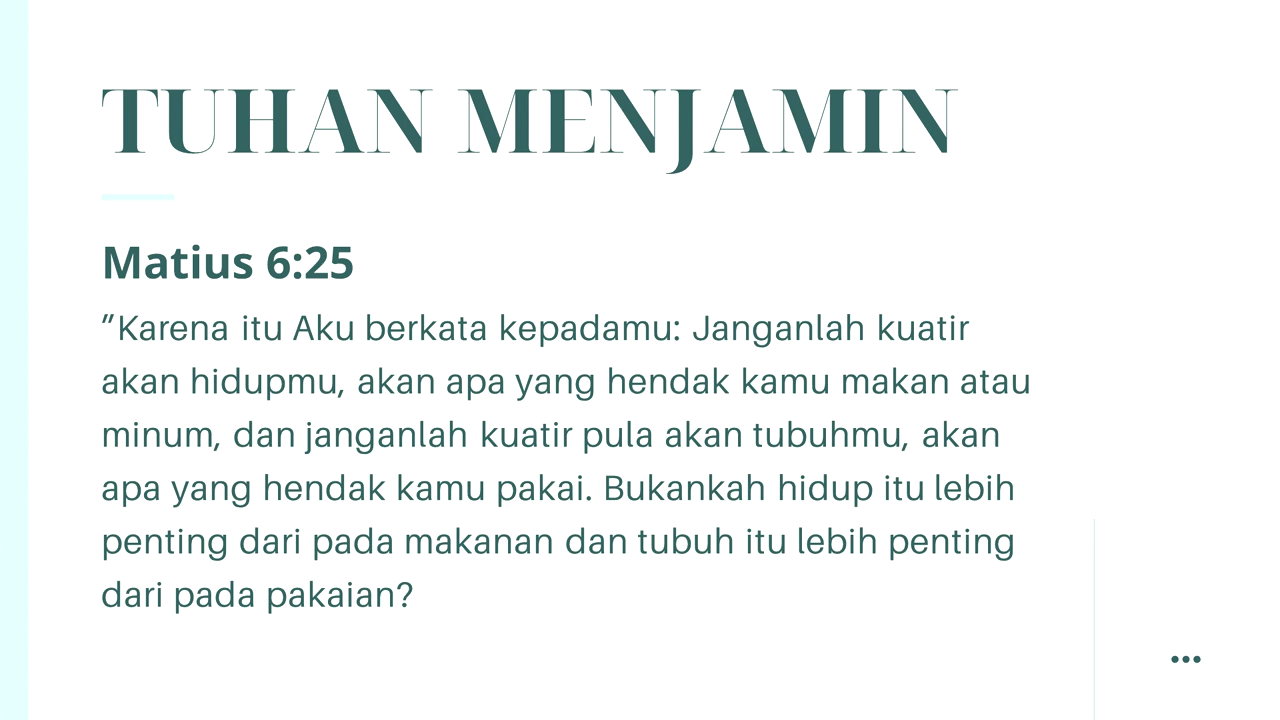 TUHAN MENJAMIN
Matius 6:25
”Karena itu Aku berkata kepadamu: Janganlah kuatir
akan hidupmu, akan apa yang hendak kamu makan atau
minum, dan janganlah kuatir pula akan tubuhmu, akan
apa yang hendak kamu pakai. Bukankah hidup itu lebih
penting dari pada makanan dan tubuh itu lebih penting
dari pada pakaian?